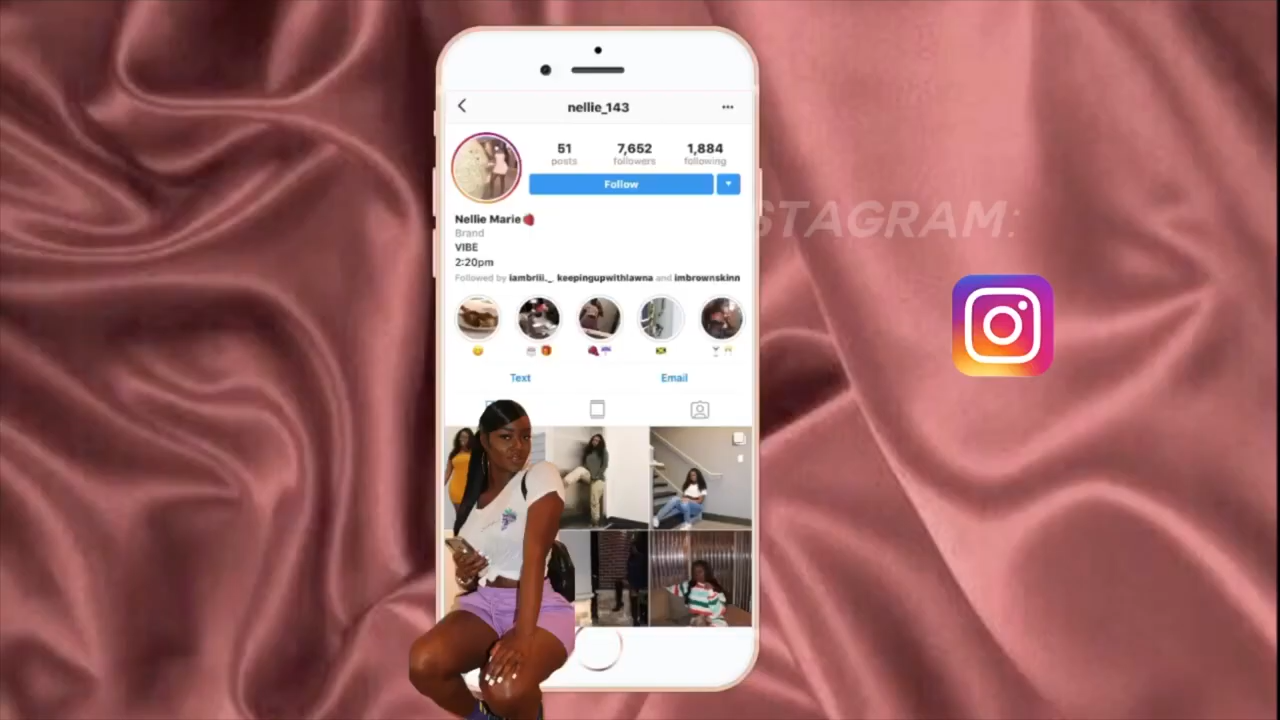 nellie_143
51 7,652 1,884
posts followers following
Follow
STAGRAM:
Nellie Marie
Brand
VIBE
2:20pm
Followed by iambriii._ keepingupwithlawna and imbrownskinn
Text Email